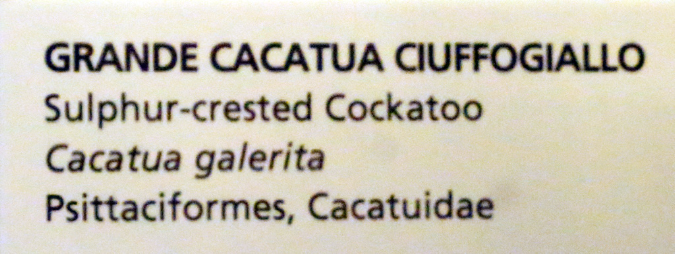 GRANDE CACATUA CIUFFOGIALLO
Sulphur-crested Cockatoo
Cacatua galerita
Psittaciformes, Cacatuidae